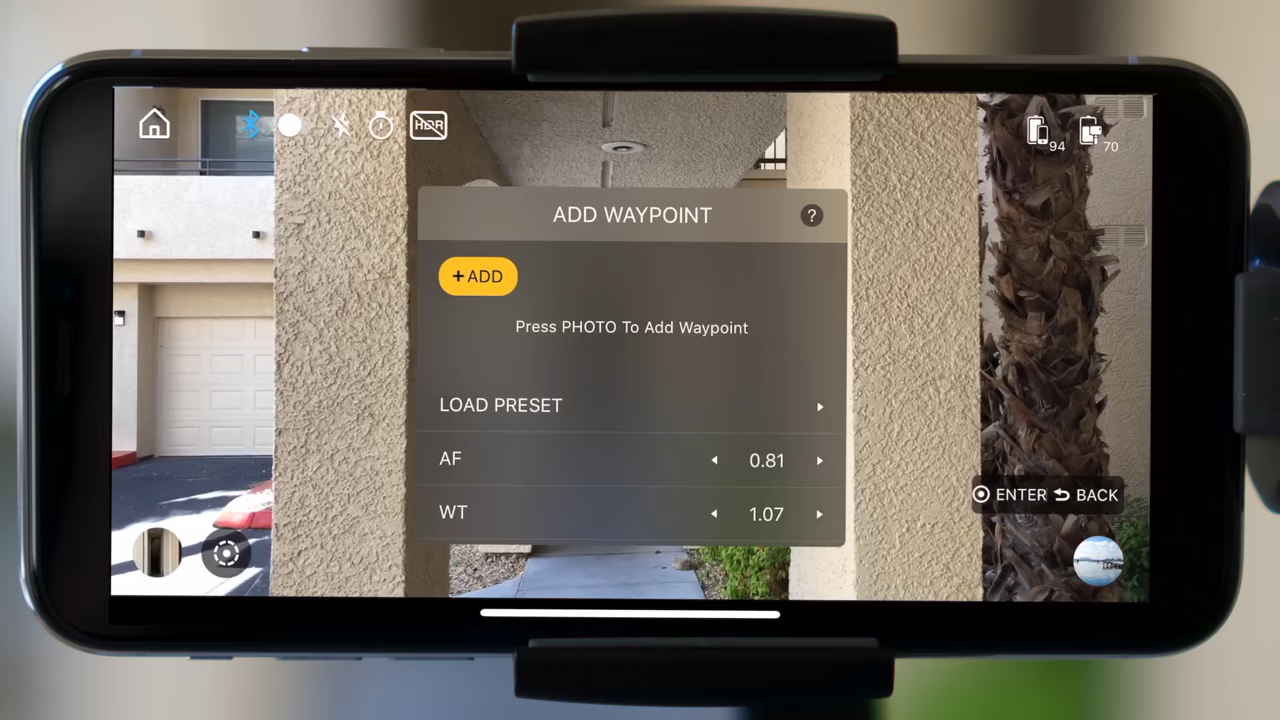 HDR
94
70
ADD WAYPOINT
?
+ADD
Press PHOTO To Add Waypoint
LOAD PRESET
AF 0.81
WT 1.07
ENTER BACK